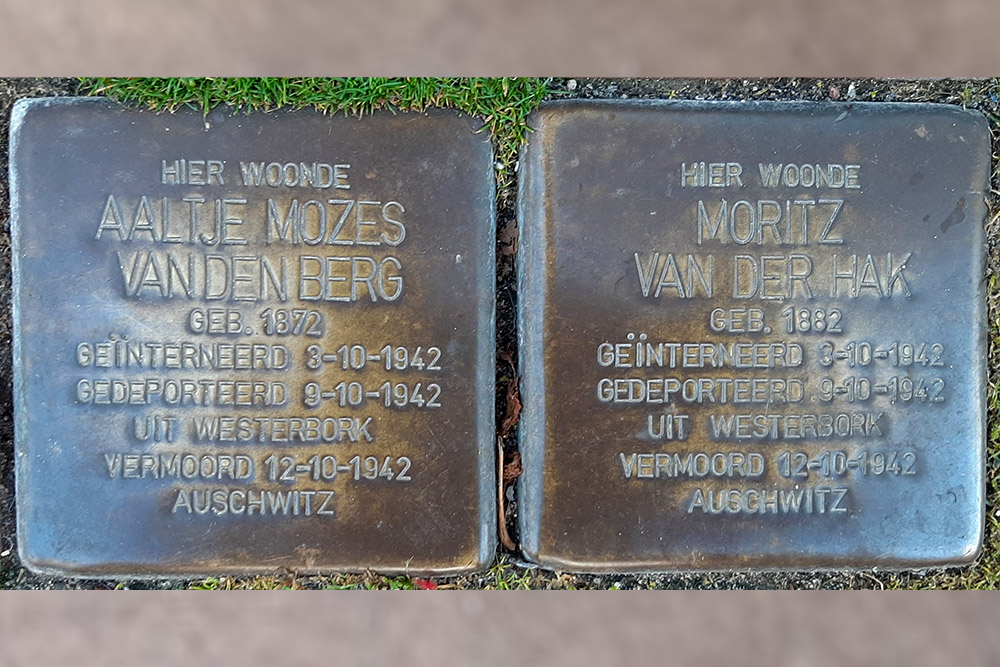 HIER WOONDE
AALTJE MOZES
VAN DEN BERG
GEB. 1872
GEÏNTERNEERD 3-10-1942
GEDEPORTEERD 9-10-1942
UIT WESTERBORK
VERMOORD 12-10-1942
AUSCHWITZ
HIER WOONDE
MORITZ
VAN DER HAK
GEB. 1882
GEÏNTERNEERD 3-10-1942
GEDEPORTEERD 9-10-1942
UIT WESTERBORK
VERMOORD 12-10-1942
AUSCHWITZ